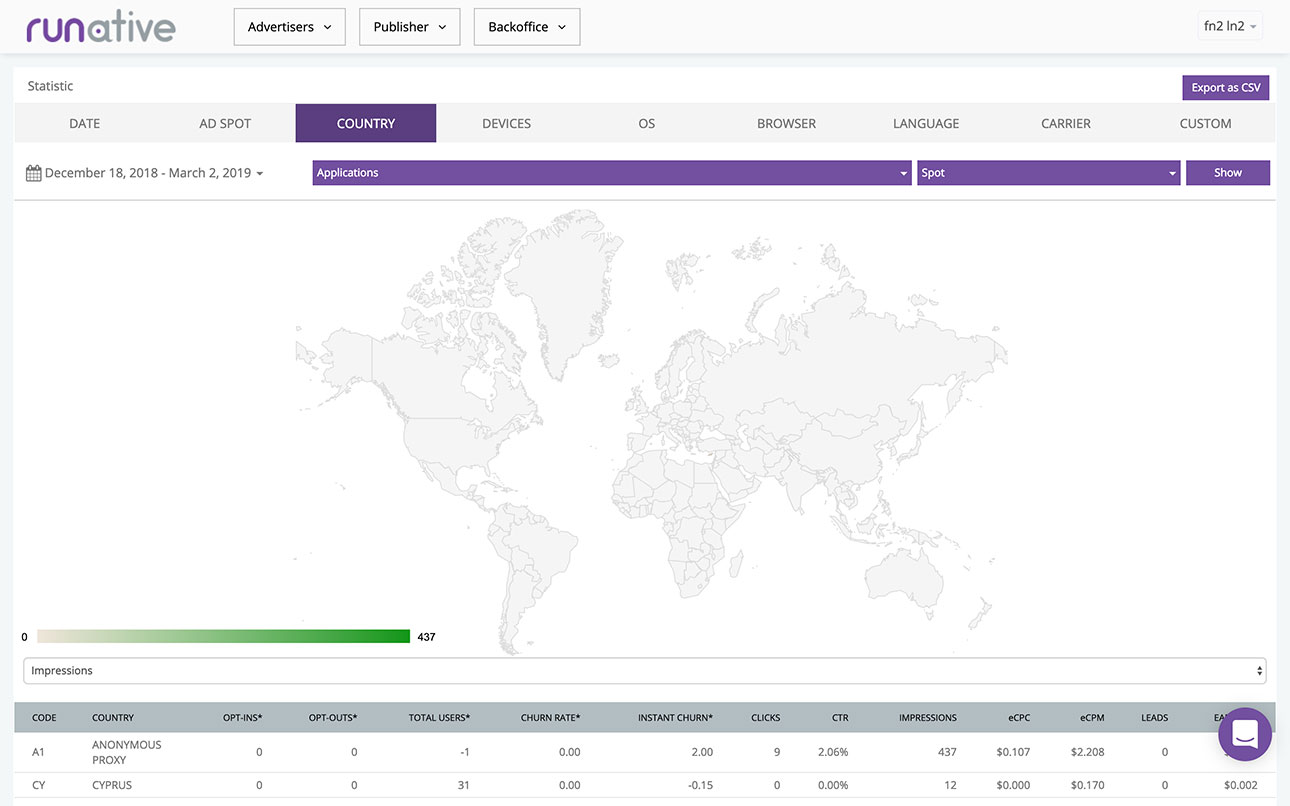 runative
Advertisers Publisher Backoffice fn2 ln2
Statistic Export as CSV
DATE AD SPOT COUNTRY DEVICES OS BROWSER LANGUAGE CARRIER CUSTOM
December 18, 2018 - March 2, 2019 Applications Spot Show
0 437
Impressions
CODE COUNTRY OPT-INS* OPT-OUTS* TOTAL USERS* CHURN RATE* INSTANT CHURN* CLICKS CTR IMPRESSIONS eCPC eCPM LEADS
A1 ANONYMOUS PROXY 0 0 -1 0.00 2.00 9 2.06% 437 $0.107 $2.208 0
CY CYPRUS 0 0 31 0.00 -0.15 0 0.00% 12 $0.000 $0.170 0 $0.002